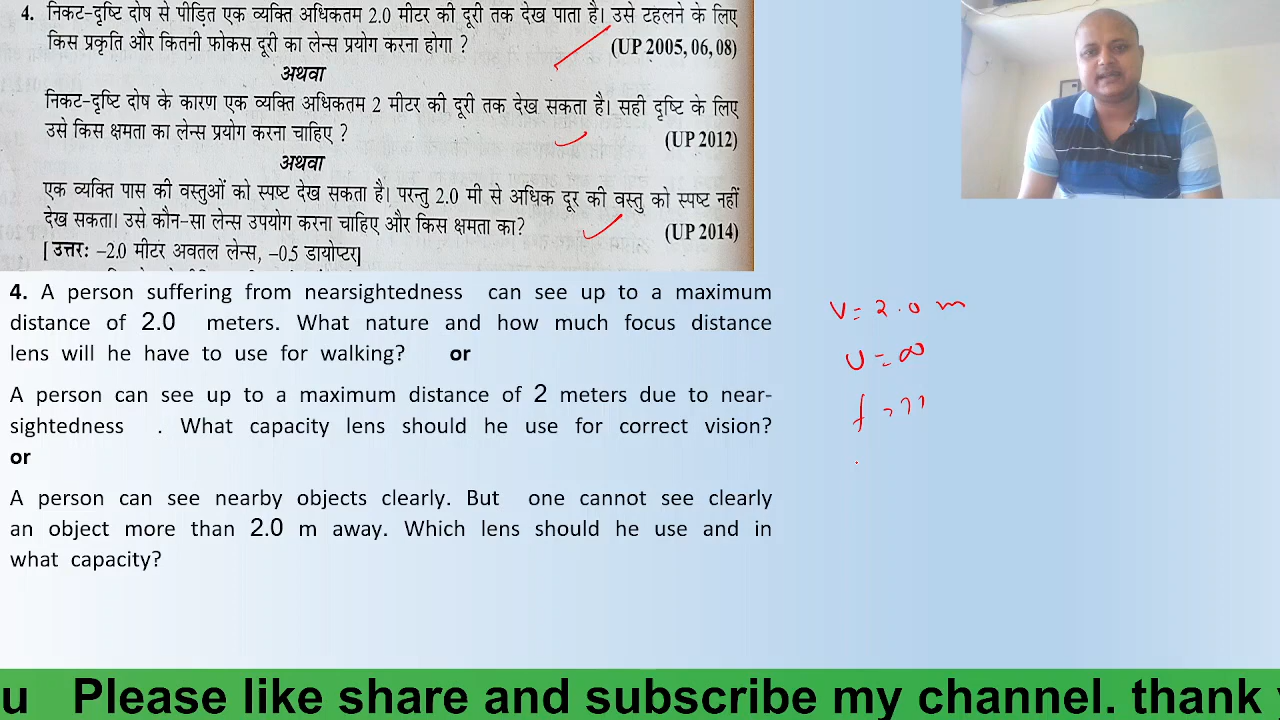 4. निकट-दृष्टि दोष से पीड़ित एक व्यक्ति अधिकतम 2.0 मीटर की दूरी तक देख पाता है। उसे टहलने के लिए
किस प्रकृति और कितनी फोकस दूरी का लेन्स प्रयोग करना होगा ? (UP 2005, 06, 08)
अथवा
निकट-दृष्टि दोष के कारण एक व्यक्ति अधिकतम 2 मीटर की दूरी तक देख सकता है। सही दृष्टि के लिए
उसे किस क्षमता का लेन्स प्रयोग करना चाहिए ? (UP 2012)
अथवा
एक व्यक्ति पास की वस्तुओं को स्पष्ट देख सकता है। परन्तु 2.0 मी से अधिक दूर की वस्तु को स्पष्ट नहीं
देख सकता। उसे कौन-सा लेन्स उपयोग करना चाहिए और किस क्षमता का? (UP 2014)
[ उत्तरः –2.0 मीटर अवतल लेन्स, –0.5 डायोप्टर]
4. A person suffering from nearsightedness can see up to a maximum
distance of 2.0 meters. What nature and how much focus distance
lens will he have to use for walking? or
A person can see up to a maximum distance of 2 meters due to near-
sightedness . What capacity lens should he use for correct vision?
or
A person can see nearby objects clearly. But one cannot see clearly
an object more than 2.0 m away. Which lens should he use and in
what capacity?
v = 2.0 m
u = ∞
f = ??
u Please like share and subscribe my channel. thank